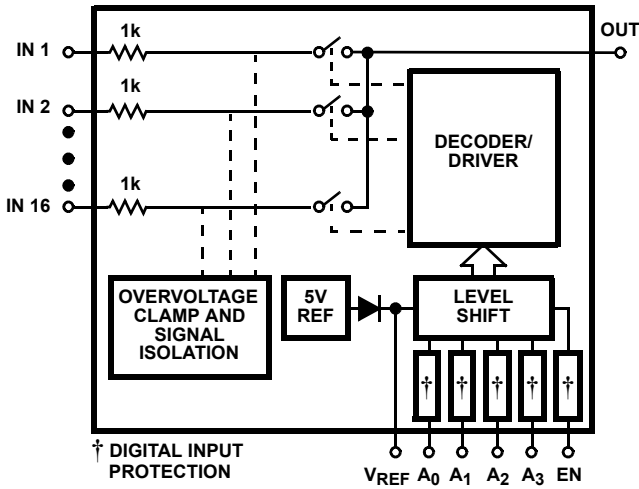 1k
IN 1
OUT
1k
IN 2
DECODER/
DRIVER
1k
IN 16
OVERVOLTAGE
CLAMP AND
SIGNAL
ISOLATION
5V
REF
LEVEL
SHIFT
† † † † †
† DIGITAL INPUT
PROTECTION
VREF A0 A1 A2 A3 EN